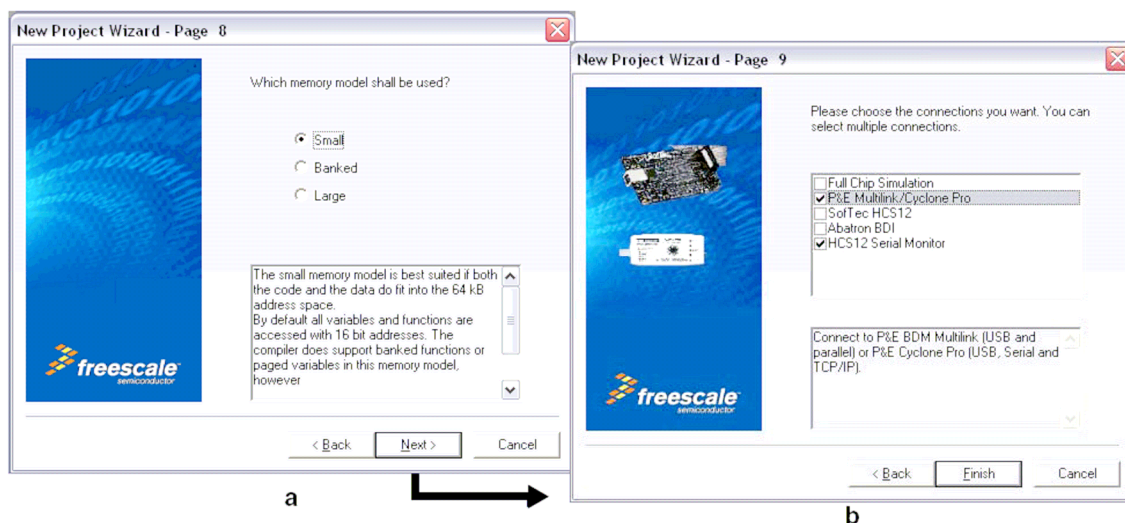 New Project Wizard - Page 8
Which memory model shall be used?
Small
Banked
Large
The small memory model is best suited if both
the code and the data do fit into the 64 kB
address space.
By default all variables and functions are
accessed with 16 bit addresses. The
compiler does support banked functions or
paged variables in this memory model,
however
freescale
semiconductor
< Back
Next >
Cancel
a
New Project Wizard - Page 9
Please choose the connections you want. You can
select multiple connections.
Full Chip Simulation
P&E Multilink/Cyclone Pro
SofTec HCS12
Abatron BDI
HCS12 Serial Monitor
Connect to P&E BDM Multilink (USB and
parallel) or P&E Cyclone Pro (USB, Serial and
TCP/IP).
freescale
semiconductor
< Back
Finish
Cancel
b